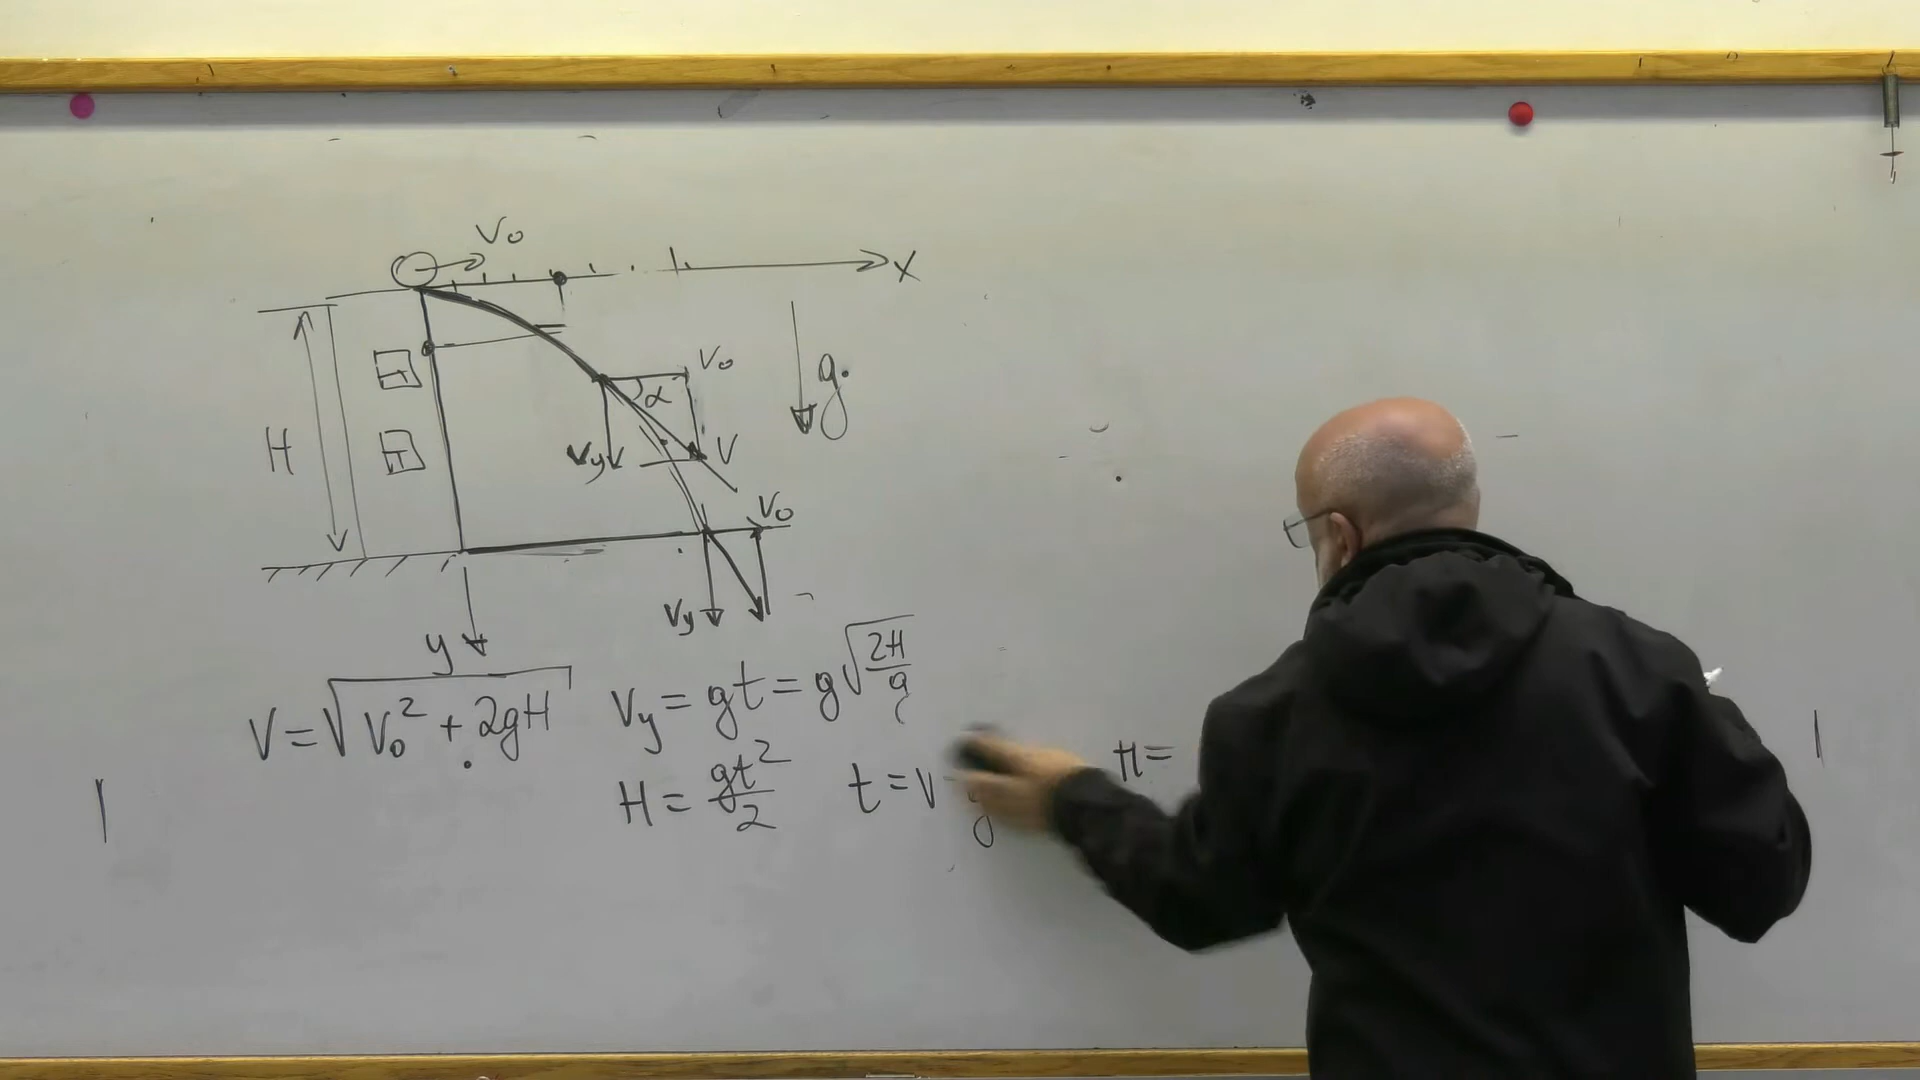 V₀
X
V₀
α
g
H
Vy
V
V₀
Vy
y
V = √(V₀² + 2gH)
Vy = gt = g√(2H/g)
H = gt²/2
t =
H =